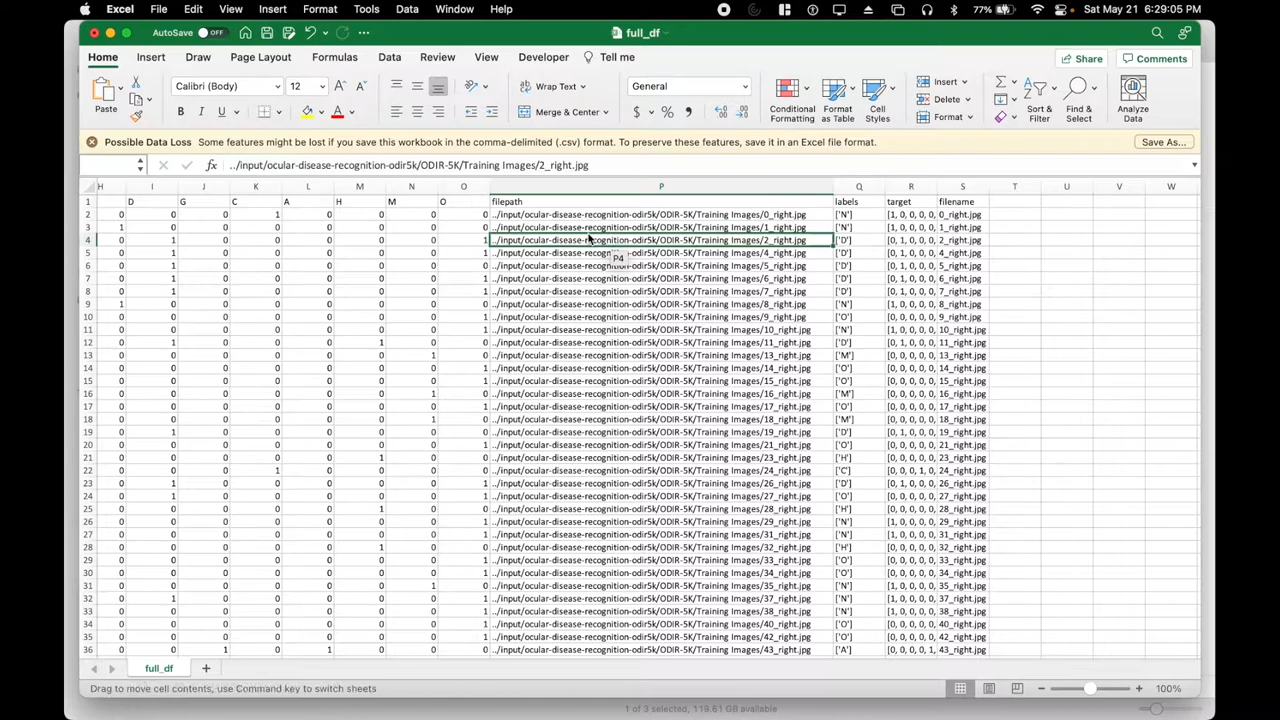 Excel File Edit View Insert Format Tools Data Window Help 77% Sat May 21 6:29:05 PM
AutoSave OFF full_df
Home Insert Draw Page Layout Formulas Data Review View Developer Tell me Share Comments
Paste Calibri (Body) 12 Wrap Text General Conditional Formatting Format as Table Cell Styles Insert Sort & Filter Find & Select Analyze Data
B I U Merge & Center $ % Delete
Format
Possible Data Loss Some features might be lost if you save this workbook in the comma-delimited (.csv) format. To preserve these features, save it in an Excel file format. Save As...
fx ../input/ocular-disease-recognition-odir5k/ODIR-5K/Training Images/2_right.jpg
H I J K L M N O P Q R S T U V W
1 D G C A H M O filepath labels target filename
2 0 0 0 1 0 0 0 0 ../input/ocular-disease-recognition-odir5k/ODIR-5K/Training Images/0_right.jpg ['N'] [1, 0, 0, 0, 0, 0_right.jpg
3 1 0 0 0 0 0 0 0 ../input/ocular-disease-recognition-odir5k/ODIR-5K/Training Images/1_right.jpg ['N'] [1, 0, 0, 0, 0, 1_right.jpg
4 0 1 0 0 0 0 0 1 ../input/ocular-disease-recognition-odir5k/ODIR-5K/Training Images/2_right.jpg ['D'] [0, 1, 0, 0, 0, 2_right.jpg
P4
5 0 1 0 0 0 0 0 1 ../input/ocular-disease-recognition-odir5k/ODIR-5K/Training Images/4_right.jpg ['D'] [0, 1, 0, 0, 0, 4_right.jpg
6 0 1 0 0 0 0 0 0 ../input/ocular-disease-recognition-odir5k/ODIR-5K/Training Images/5_right.jpg ['D'] [0, 1, 0, 0, 0, 5_right.jpg
7 0 1 0 0 0 0 0 1 ../input/ocular-disease-recognition-odir5k/ODIR-5K/Training Images/6_right.jpg ['D'] [0, 1, 0, 0, 0, 6_right.jpg
8 0 1 0 0 0 0 0 0 ../input/ocular-disease-recognition-odir5k/ODIR-5K/Training Images/7_right.jpg ['D'] [0, 1, 0, 0, 0, 7_right.jpg
9 1 0 0 0 0 0 0 0 ../input/ocular-disease-recognition-odir5k/ODIR-5K/Training Images/8_right.jpg ['N'] [1, 0, 0, 0, 0, 8_right.jpg
10 0 0 0 0 0 0 0 1 ../input/ocular-disease-recognition-odir5k/ODIR-5K/Training Images/9_right.jpg ['O'] [0, 0, 0, 0, 0, 9_right.jpg
11 0 0 0 0 0 0 0 1 ../input/ocular-disease-recognition-odir5k/ODIR-5K/Training Images/10_right.jpg ['N'] [1, 0, 0, 0, 0, 10_right.jpg
12 0 1 0 0 0 1 0 0 ../input/ocular-disease-recognition-odir5k/ODIR-5K/Training Images/11_right.jpg ['D'] [0, 1, 0, 0, 0, 11_right.jpg
13 0 0 0 0 0 0 1 0 ../input/ocular-disease-recognition-odir5k/ODIR-5K/Training Images/13_right.jpg ['M'] [0, 0, 0, 0, 0, 13_right.jpg
14 0 0 0 0 0 0 0 1 ../input/ocular-disease-recognition-odir5k/ODIR-5K/Training Images/14_right.jpg ['O'] [0, 0, 0, 0, 0, 14_right.jpg
15 0 0 0 0 0 0 0 1 ../input/ocular-disease-recognition-odir5k/ODIR-5K/Training Images/15_right.jpg ['O'] [0, 0, 0, 0, 0, 15_right.jpg
16 0 0 0 0 0 0 1 0 ../input/ocular-disease-recognition-odir5k/ODIR-5K/Training Images/16_right.jpg ['M'] [0, 0, 0, 0, 0, 16_right.jpg
17 0 0 0 0 0 0 0 1 ../input/ocular-disease-recognition-odir5k/ODIR-5K/Training Images/17_right.jpg ['O'] [0, 0, 0, 0, 0, 17_right.jpg
18 0 0 0 0 0 0 1 0 ../input/ocular-disease-recognition-odir5k/ODIR-5K/Training Images/18_right.jpg ['M'] [0, 0, 0, 0, 0, 18_right.jpg
19 0 1 0 0 0 0 0 1 ../input/ocular-disease-recognition-odir5k/ODIR-5K/Training Images/19_right.jpg ['D'] [0, 1, 0, 0, 0, 19_right.jpg
20 0 0 0 0 0 0 0 1 ../input/ocular-disease-recognition-odir5k/ODIR-5K/Training Images/21_right.jpg ['O'] [0, 0, 0, 0, 0, 21_right.jpg
21 0 0 0 0 0 1 0 0 ../input/ocular-disease-recognition-odir5k/ODIR-5K/Training Images/23_right.jpg ['H'] [0, 0, 0, 0, 0, 23_right.jpg
22 0 0 0 1 0 0 0 0 ../input/ocular-disease-recognition-odir5k/ODIR-5K/Training Images/24_right.jpg ['C'] [0, 0, 0, 1, 0, 24_right.jpg
23 0 1 0 0 0 0 0 1 ../input/ocular-disease-recognition-odir5k/ODIR-5K/Training Images/26_right.jpg ['D'] [0, 1, 0, 0, 0, 26_right.jpg
24 0 1 0 0 0 0 0 1 ../input/ocular-disease-recognition-odir5k/ODIR-5K/Training Images/27_right.jpg ['O'] [0, 0, 0, 0, 0, 27_right.jpg
25 0 0 0 0 0 1 0 0 ../input/ocular-disease-recognition-odir5k/ODIR-5K/Training Images/28_right.jpg ['H'] [0, 0, 0, 0, 0, 28_right.jpg
26 0 0 0 0 0 0 0 1 ../input/ocular-disease-recognition-odir5k/ODIR-5K/Training Images/29_right.jpg ['N'] [1, 0, 0, 0, 0, 29_right.jpg
27 0 0 0 0 0 0 0 1 ../input/ocular-disease-recognition-odir5k/ODIR-5K/Training Images/31_right.jpg ['N'] [1, 0, 0, 0, 0, 31_right.jpg
28 0 0 0 0 0 1 0 0 ../input/ocular-disease-recognition-odir5k/ODIR-5K/Training Images/32_right.jpg ['H'] [0, 0, 0, 0, 0, 32_right.jpg
29 0 0 0 0 0 0 0 1 ../input/ocular-disease-recognition-odir5k/ODIR-5K/Training Images/33_right.jpg ['O'] [0, 0, 0, 0, 0, 33_right.jpg
30 0 0 0 0 0 0 0 1 ../input/ocular-disease-recognition-odir5k/ODIR-5K/Training Images/34_right.jpg ['O'] [0, 0, 0, 0, 0, 34_right.jpg
31 0 0 0 0 0 0 1 0 ../input/ocular-disease-recognition-odir5k/ODIR-5K/Training Images/35_right.jpg ['N'] [1, 0, 0, 0, 0, 35_right.jpg
32 0 1 0 0 0 0 0 1 ../input/ocular-disease-recognition-odir5k/ODIR-5K/Training Images/37_right.jpg ['N'] [1, 0, 0, 0, 0, 37_right.jpg
33 0 0 0 0 0 0 0 1 ../input/ocular-disease-recognition-odir5k/ODIR-5K/Training Images/38_right.jpg ['N'] [1, 0, 0, 0, 0, 38_right.jpg
34 0 0 0 0 0 0 0 1 ../input/ocular-disease-recognition-odir5k/ODIR-5K/Training Images/40_right.jpg ['O'] [0, 0, 0, 0, 0, 40_right.jpg
35 0 0 0 0 0 0 0 1 ../input/ocular-disease-recognition-odir5k/ODIR-5K/Training Images/42_right.jpg ['O'] [0, 0, 0, 0, 0, 42_right.jpg
36 0 0 1 0 1 0 0 0 ../input/ocular-disease-recognition-odir5k/ODIR-5K/Training Images/43_right.jpg ['A'] [0, 0, 0, 0, 1, 43_right.jpg
full_df
Drag to move cell contents, use Command key to switch sheets 100%
1 of 3 selected, 119.61 GB available